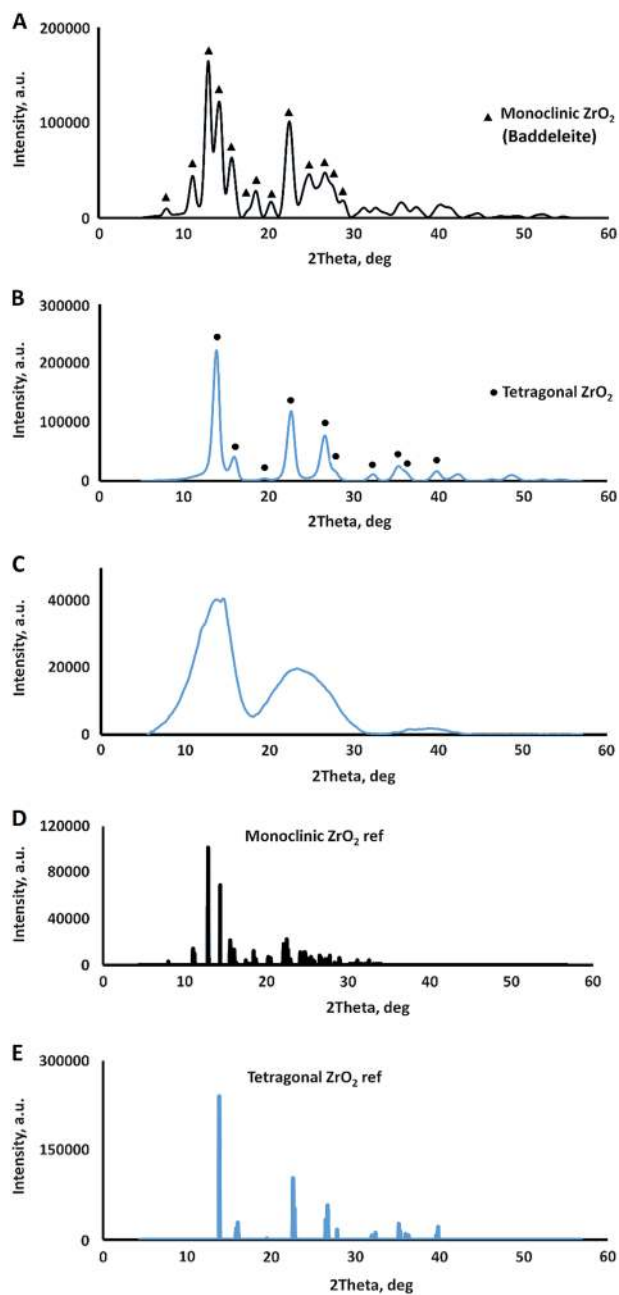 A
Intensity, a.u.
200000
100000
0
0 10 20 30 40 50 60
2Theta, deg
▲ Monoclinic ZrO₂
(Baddeleite)
B
Intensity, a.u.
300000
200000
100000
0
0 10 20 30 40 50 60
2Theta, deg
• Tetragonal ZrO₂
C
Intensity, a.u.
40000
20000
0
0 10 20 30 40 50 60
2Theta, deg
D
Intensity, a.u.
120000
80000
40000
0
0 10 20 30 40 50 60
2Theta, deg
Monoclinic ZrO₂ ref
E
Intensity, a.u.
300000
150000
0
0 10 20 30 40 50 60
2Theta, deg
Tetragonal ZrO₂ ref